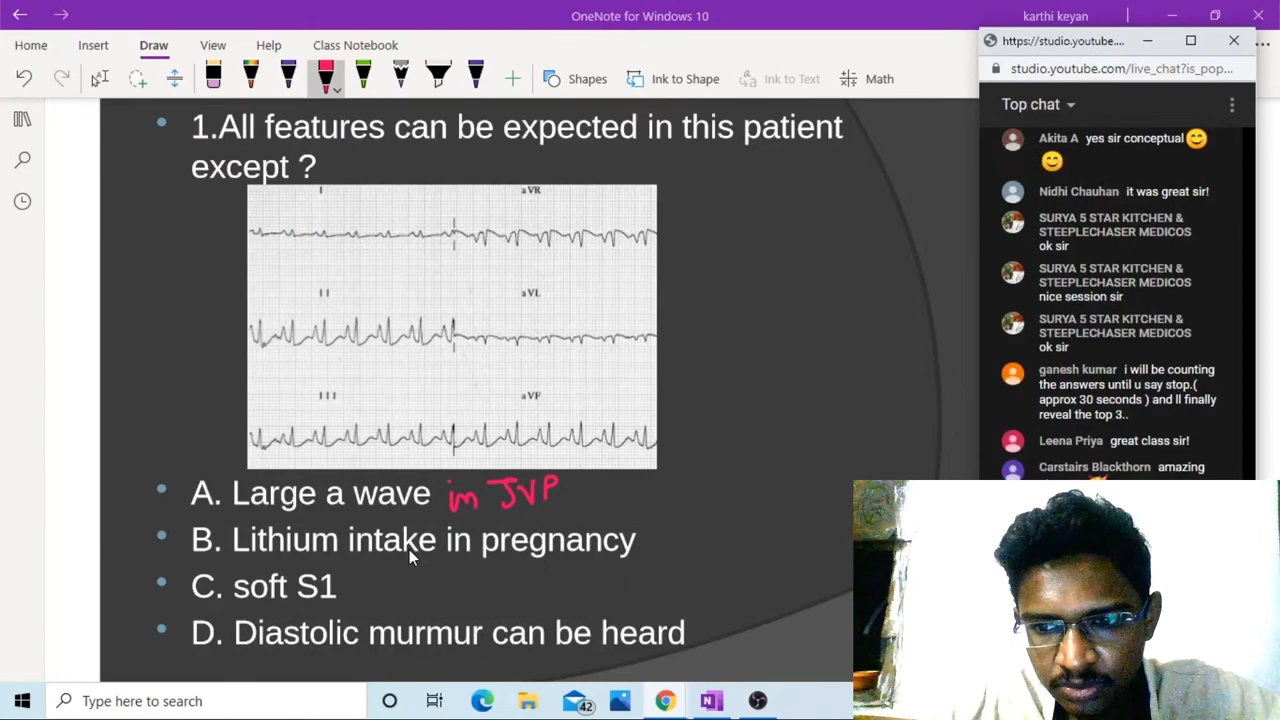 OneNote for Windows 10
karthi keyan
Home Insert Draw View Help Class Notebook
Shapes Ink to Shape Ink to Text Math
1.All features can be expected in this patient
except ?
I aVR
II aVL
III aVF
A. Large a wave in JVP
B. Lithium intake in pregnancy
C. soft S1
D. Diastolic murmur can be heard
https://studio.youtube....
studio.youtube.com/live_chat?is_pop...
Top chat
Akita A yes sir conceptual
Nidhi Chauhan it was great sir!
SURYA 5 STAR KITCHEN &
STEEPLECHASER MEDICOS
ok sir
SURYA 5 STAR KITCHEN &
STEEPLECHASER MEDICOS
nice session sir
SURYA 5 STAR KITCHEN &
STEEPLECHASER MEDICOS
ok sir
ganesh kumar i will be counting
the answers until u say stop.(
approx 30 seconds ) and ll finally
reveal the top 3..
Leena Priya great class sir!
Carstairs Blackthorn amazing
Type here to search
42